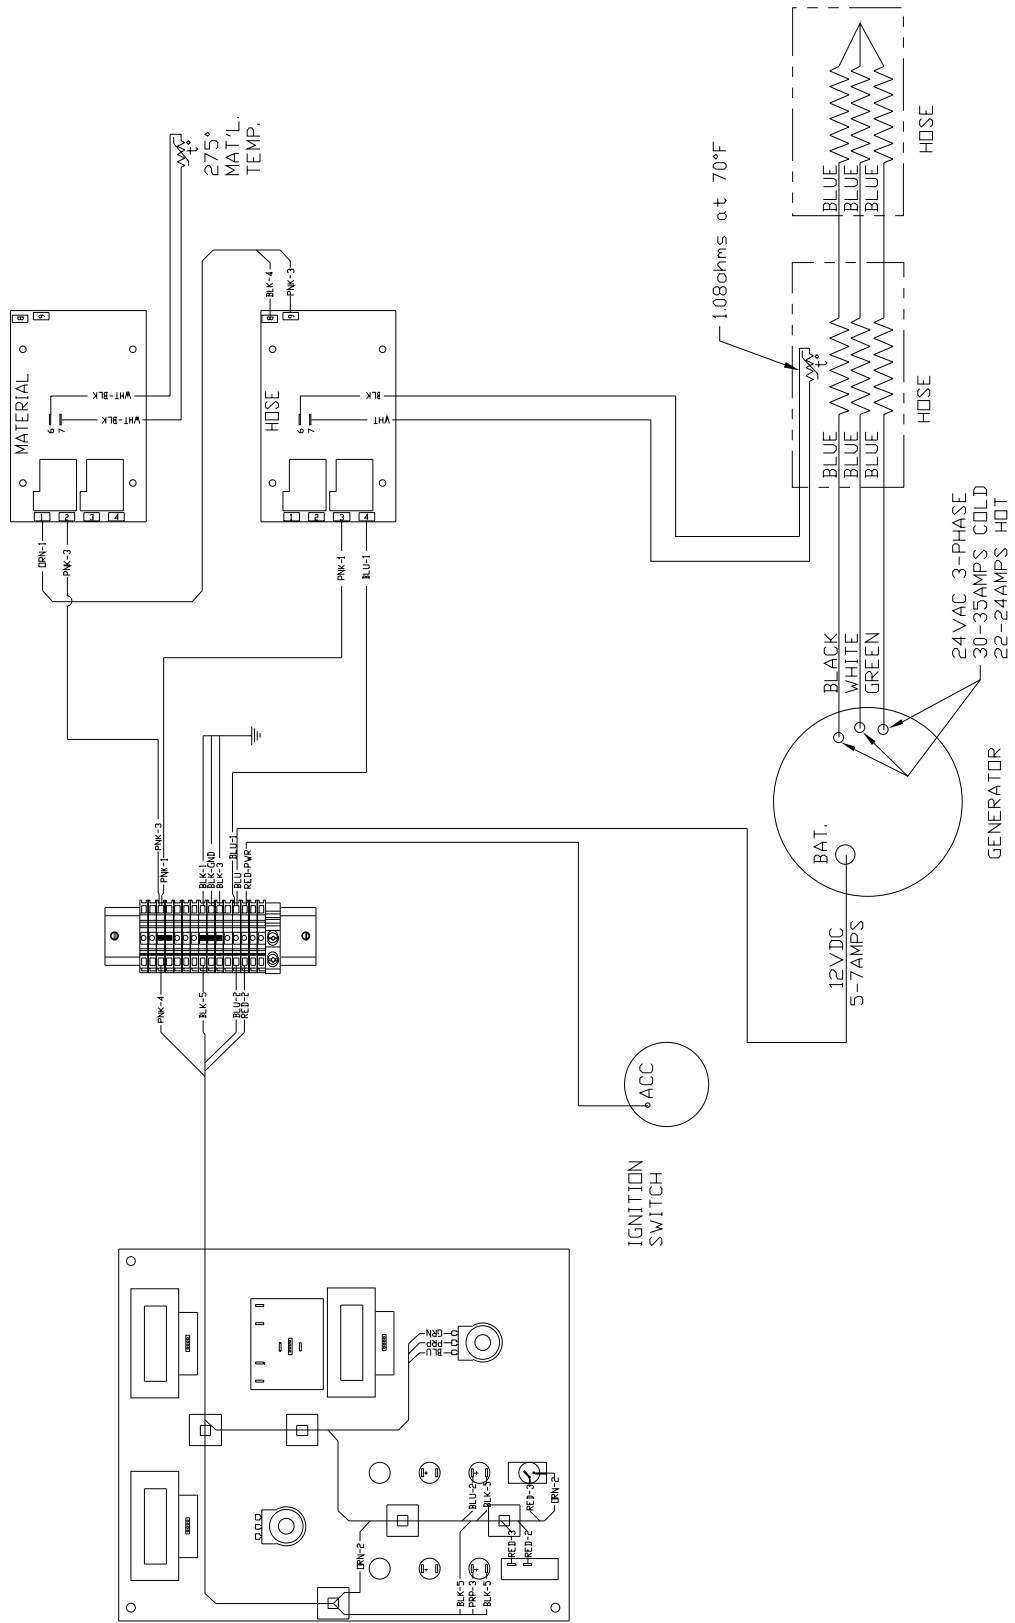 8
9
MATERIAL
6
7
WHT-BLK
WHT-BLK
1
2
3
4
275°
MAT'L.
TEMP.
t°
ORN-1
PNK-3
BLK-4
PNK-3
8
9
HOSE
6
7
BLK
WHT
1
2
3
4
PNK-1
BLU-1
1.08ohms at 70°F
t°
BLUE
BLUE
BLUE
HOSE
BLUE
BLUE
BLUE
HOSE
BLACK
WHITE
GREEN
24VAC 3-PHASE
30-35AMPS COLD
22-24AMPS HOT
BAT.
GENERATOR
12VDC
5-7AMPS
PNK-3
PNK-1
BLK-1
BLK-GND
BLK-3
BLU-1
BLU
RED-PWR
PNK-4
BLK-5
BLU-2
RED-2
ACC
IGNITION
SWITCH
GRN
PRP
BLU
BLU-2
BLK-5
RED-3
ORN-2
ORN-2
RED-3
RED-2
BLK-5
PRP-3
BLK-5